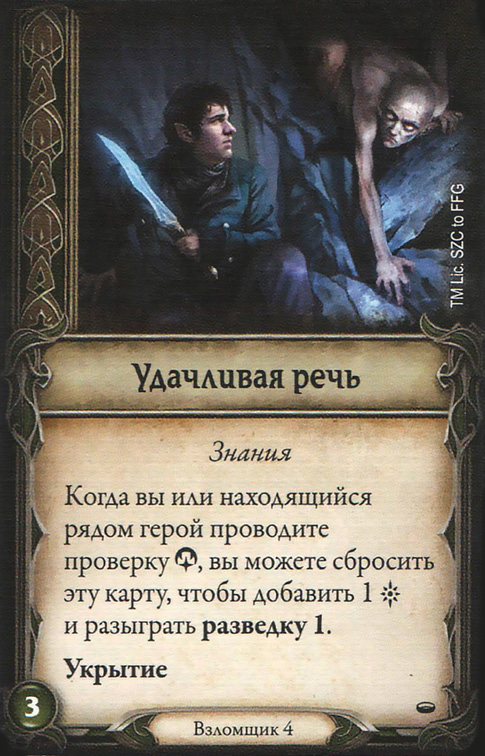 TM Lic. SZC to FFG
Удачливая речь
Знания
Когда вы или находящийся
рядом герой проводите
проверку , вы можете сбросить
эту карту, чтобы добавить 1
и разыграть разведку 1.
Укрытие
3
Взломщик 4